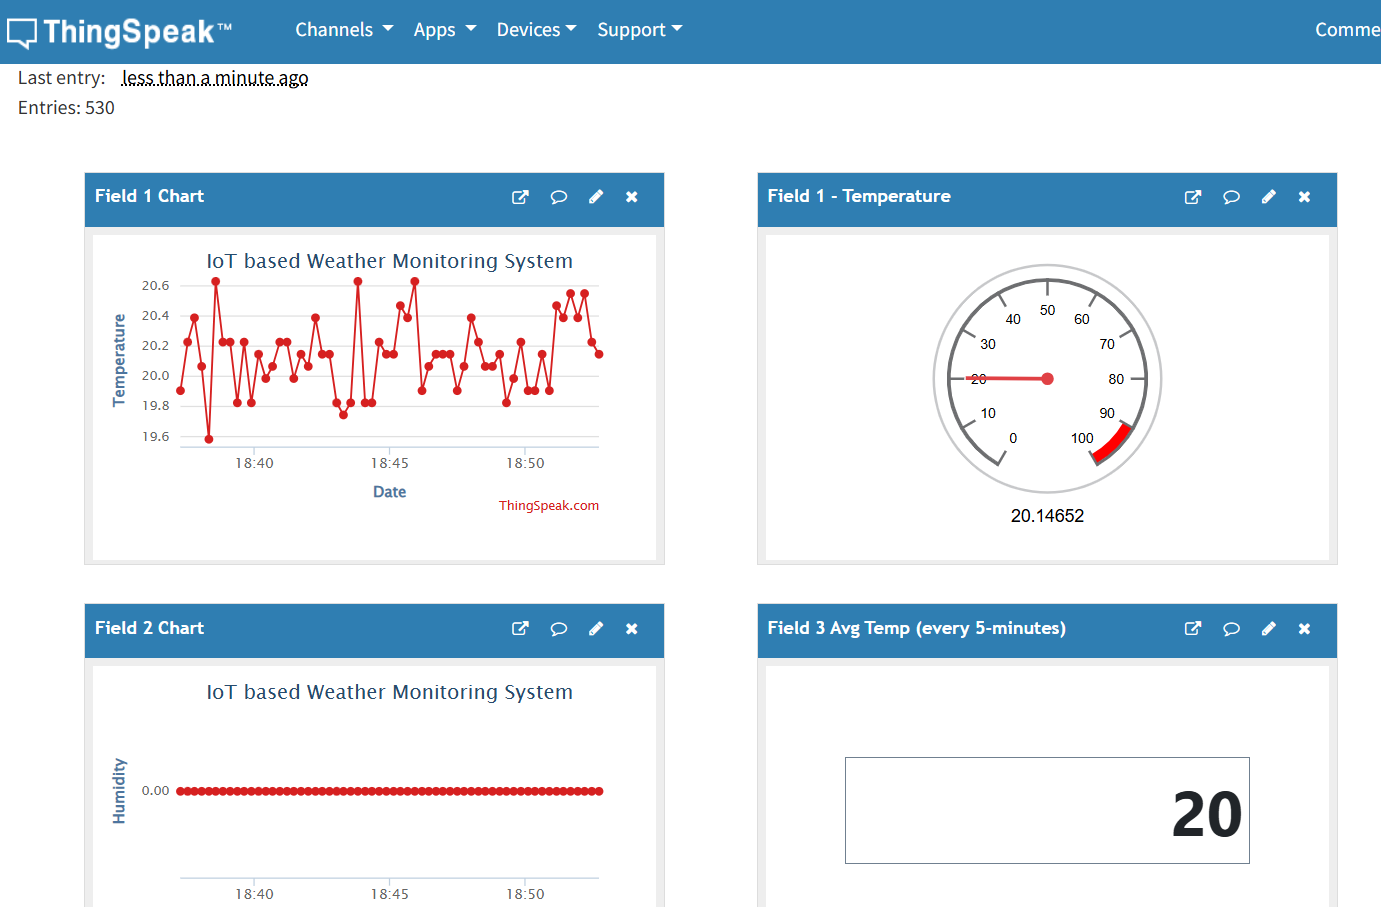 ThingSpeak™
Channels Apps Devices Support Comme
Last entry: less than a minute ago
Entries: 530
Field 1 Chart
IoT based Weather Monitoring System
Temperature
20.6
20.4
20.2
20.0
19.8
19.6
18:40 18:45 18:50
Date
ThingSpeak.com
Field 1 - Temperature
0 10 20 30 40 50 60 70 80 90 100
20.14652
Field 2 Chart
IoT based Weather Monitoring System
Humidity
0.00
18:40 18:45 18:50
Field 3 Avg Temp (every 5-minutes)
20